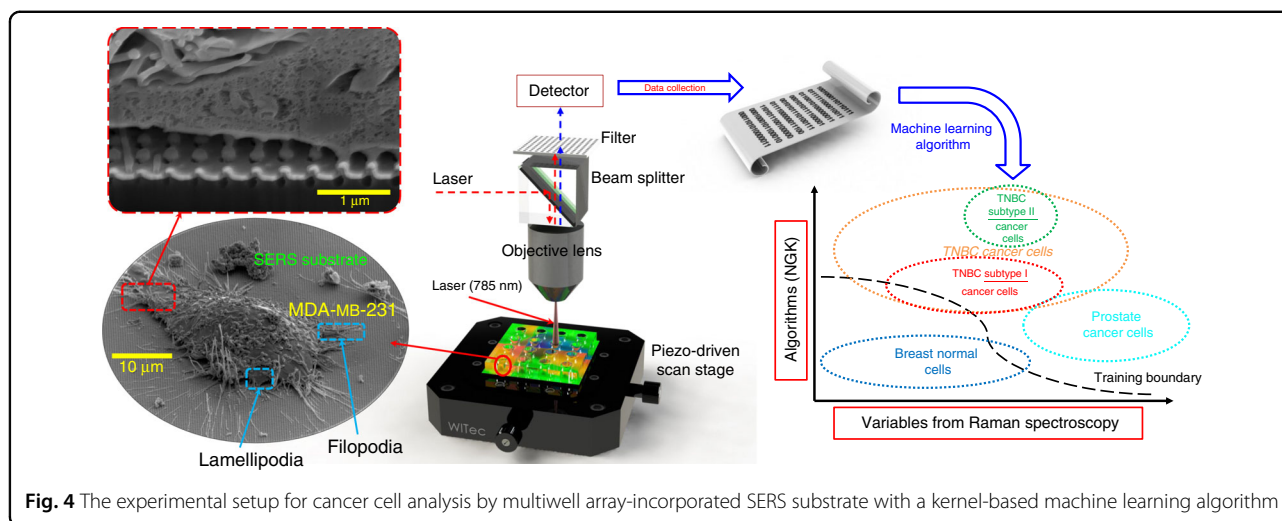 1 μm
SERS substrate
MDA-MB-231
10 μm
Lamellipodia
Filopodia
Detector
Data collection
Filter
Beam splitter
Laser
Objective lens
Laser (785 nm)
Piezo-driven
scan stage
WITec
Machine learning
algorithm
Algorithms (NGK)
TNBC
subtype II
cancer
cells
TNBC cancer cells
TNBC subtype I
cancer cells
Prostate
cancer cells
Breast normal
cells
Training boundary
Variables from Raman spectroscopy
Fig. 4 The experimental setup for cancer cell analysis by multiwell array-incorporated SERS substrate with a kernel-based machine learning algorithm